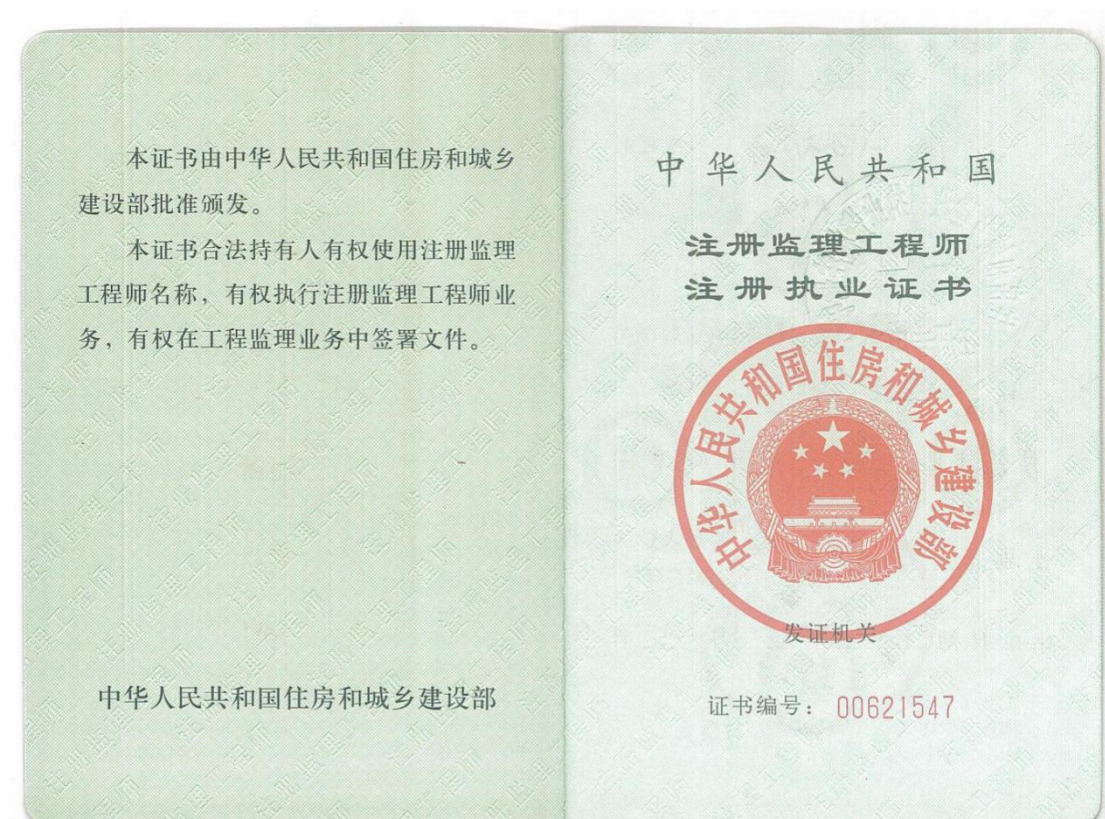 本证书由中华人民共和国住房和城乡
建设部批准颁发。
本证书合法持有人有权使用注册监理
工程师名称，有权执行注册监理工程师业
务，有权在工程监理业务中签署文件。
中华人民共和国住房和城乡建设部
中华人民共和国
注册监理工程师
注册执业证书
中华人民共和国住房和城乡建设部
发证机关
证书编号：00621547